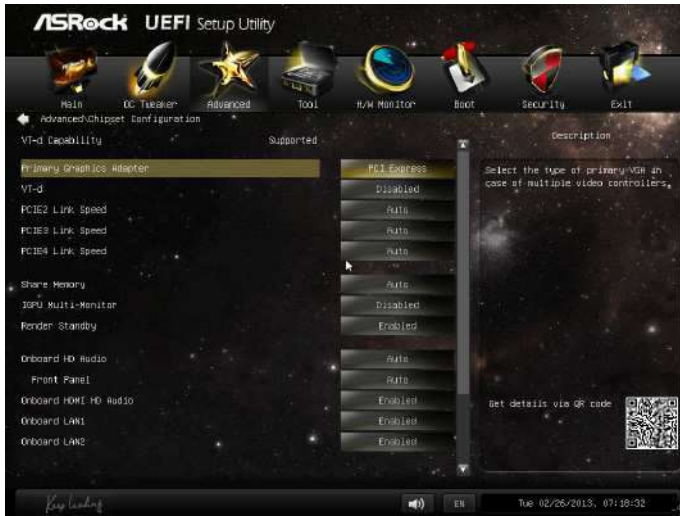 ASRock UEFI Setup Utility
Main OC Tweaker Advanced Tool H/W Monitor Boot Security Exit
Advanced\Chipset Configuration
Description
VT-d Capability Supported
Primary Graphics Adapter PCI Express
Select the type of primary VGA in
case of multiple video controllers.
VT-d Disabled
PCIE2 Link Speed Auto
PCIE3 Link Speed Auto
PCIE4 Link Speed Auto
Share Memory Auto
IGPU Multi-Monitor Disabled
Render Standby Enabled
Onboard HD Audio Auto
Front Panel Auto
Onboard HDMI HD Audio Enabled
Get details via QR code
Onboard LAN1 Enabled
Onboard LAN2 Enabled
Keep leading
EN
Tue 02/26/2013, 07:18:32